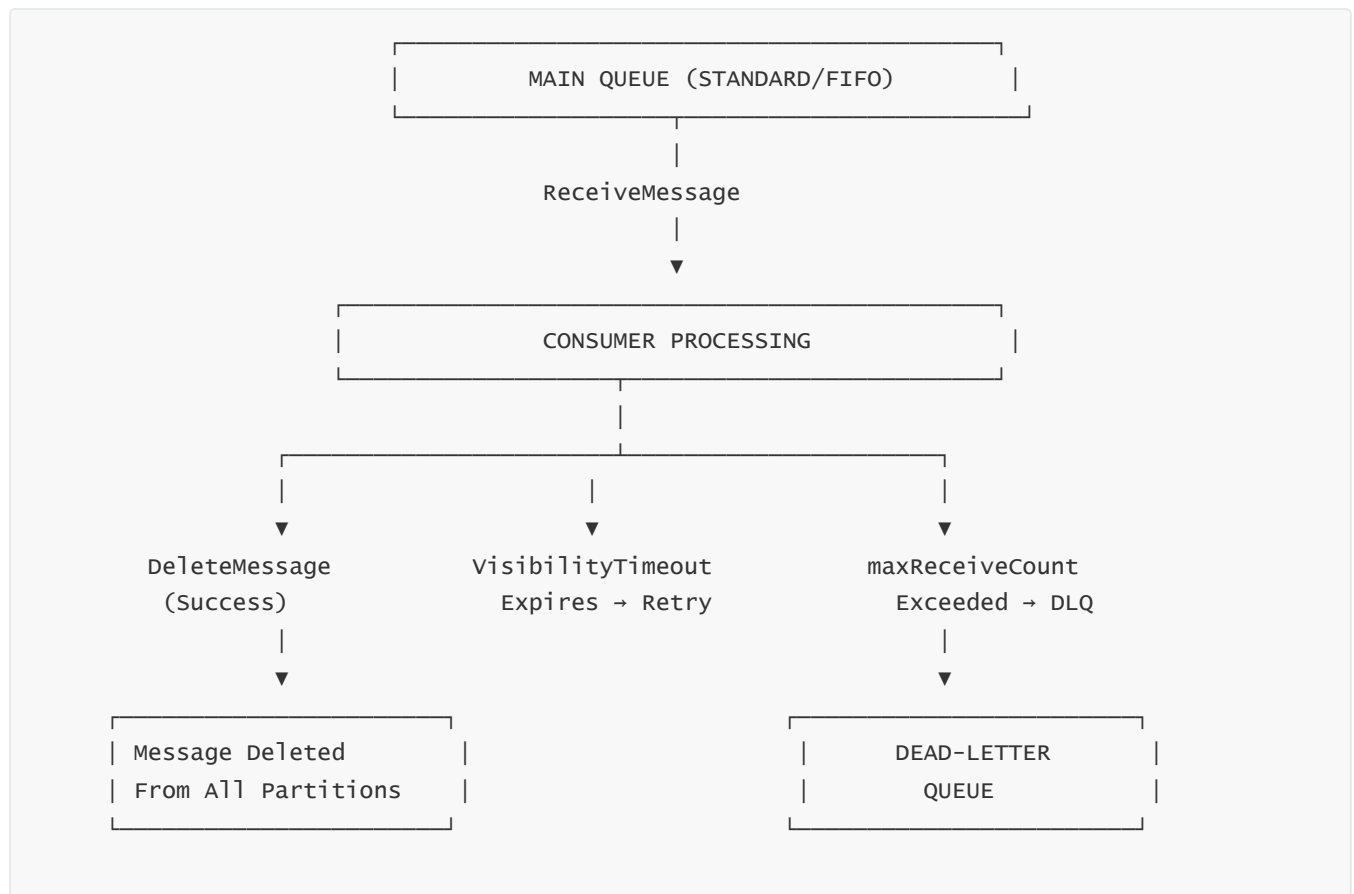 MAIN QUEUE (STANDARD/FIFO)
ReceiveMessage
CONSUMER PROCESSING
DeleteMessage VisibilityTimeout maxReceiveCount
(Success) Expires → Retry Exceeded → DLQ
Message Deleted DEAD-LETTER
From All Partitions QUEUE